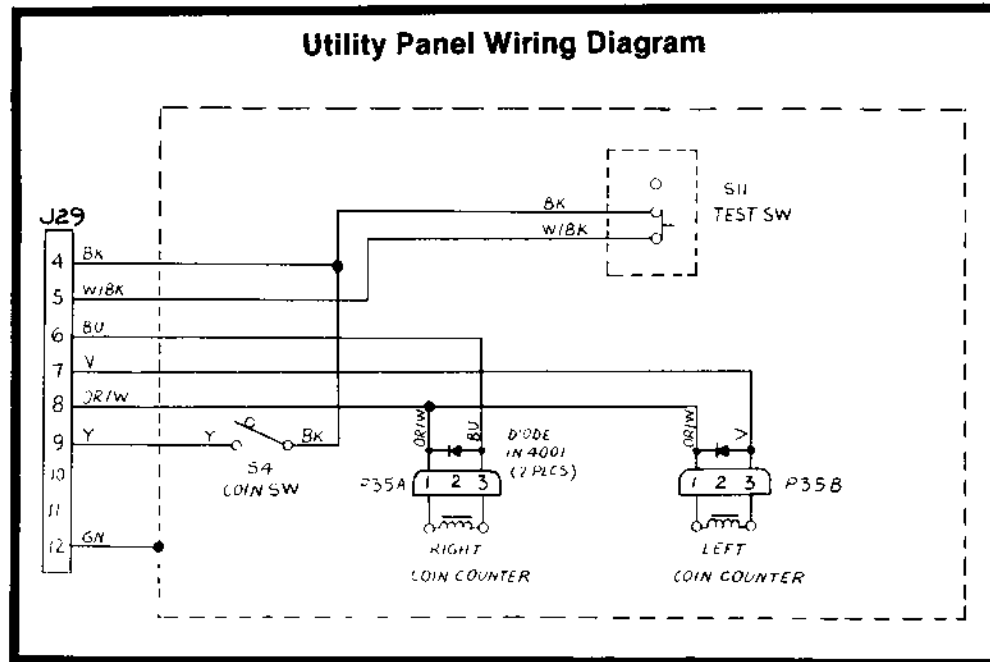 Utility Panel Wiring Diagram
S11
TEST SW
BK
W/BK
J29
4 BK
5 W/BK
6 BU
7 V
8 OR/W
9 Y
10
11
12 GN
Y
BK
S4
COIN SW
OR/W
BU
DIODE
IN 4001
(2 PLCS)
OR/W
V
P35A 1 2 3
1 2 3 P35B
RIGHT
COIN COUNTER
LEFT
COIN COUNTER